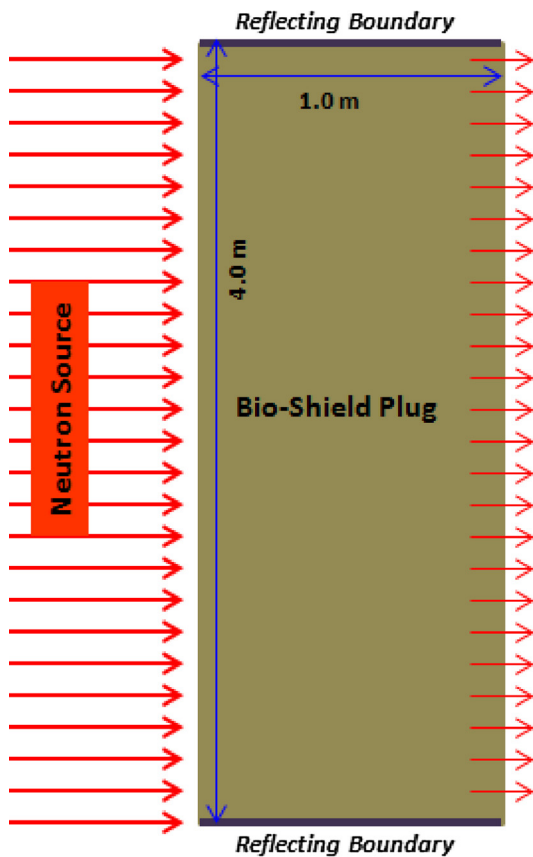 Reflecting Boundary
1.0 m
4.0 m
Neutron Source
Bio-Shield Plug
Reflecting Boundary